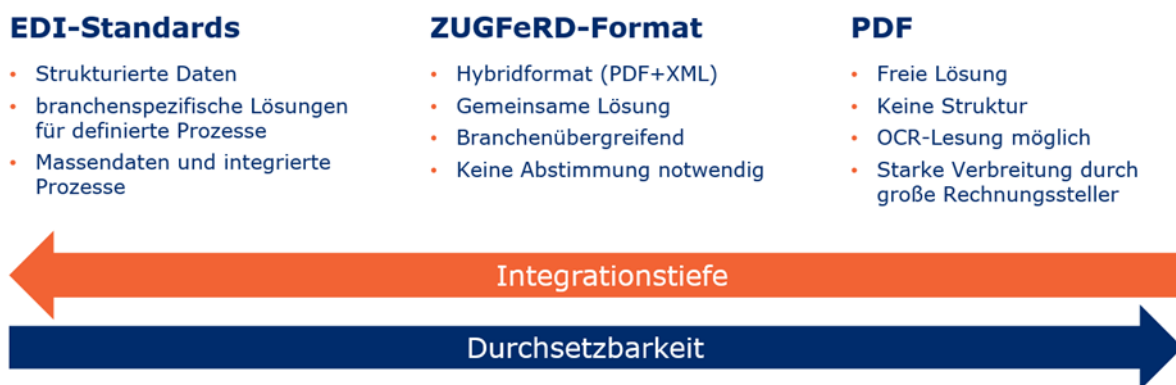 EDI-Standards
• Strukturierte Daten
• branchenspezifische Lösungen
für definierte Prozesse
• Massendaten und integrierte
Prozesse
ZUGFeRD-Format
• Hybridformat (PDF+XML)
• Gemeinsame Lösung
• Branchenübergreifend
• Keine Abstimmung notwendig
PDF
• Freie Lösung
• Keine Struktur
• OCR-Lesung möglich
• Starke Verbreitung durch
große Rechnungssteller
Integrationstiefe
Durchsetzbarkeit